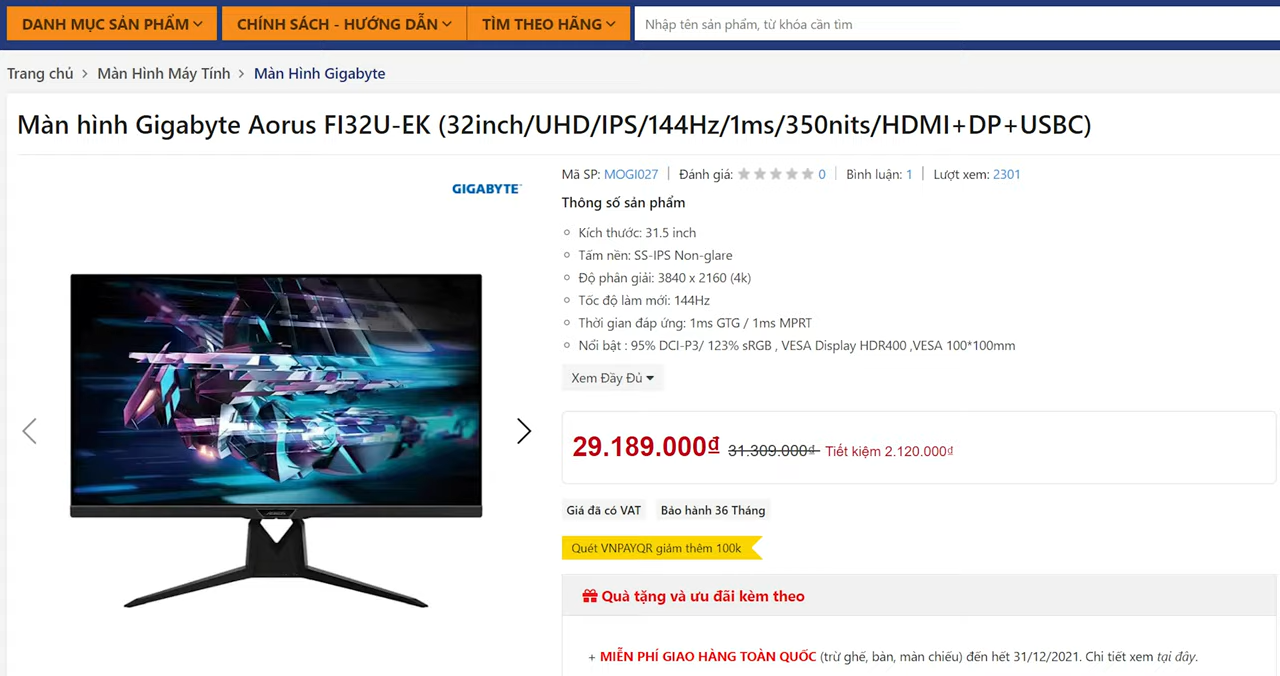 DANH MỤC SẢN PHẨM
CHÍNH SÁCH - HƯỚNG DẪN
TÌM THEO HÃNG
Nhập tên sản phẩm, từ khóa cần tìm
Trang chủ > Màn Hình Máy Tính > Màn Hình Gigabyte
Màn hình Gigabyte Aorus FI32U-EK (32inch/UHD/IPS/144Hz/1ms/350nits/HDMI+DP+USBC)
GIGABYTE™
Mã SP: MOGI027 | Đánh giá: 0 | Bình luận: 1 | Lượt xem: 2301
Thông số sản phẩm
Kích thước: 31.5 inch
Tấm nền: SS-IPS Non-glare
Độ phân giải: 3840 x 2160 (4k)
Tốc độ làm mới: 144Hz
Thời gian đáp ứng: 1ms GTG / 1ms MPRT
Nổi bật : 95% DCI-P3/ 123% sRGB , VESA Display HDR400 ,VESA 100*100mm
Xem Đầy Đủ
29.189.000₫ 31.309.000₫ Tiết kiệm 2.120.000₫
Giá đã có VAT
Bảo hành 36 Tháng
Quét VNPAYQR giảm thêm 100k
Quà tặng và ưu đãi kèm theo
+ MIỄN PHÍ GIAO HÀNG TOÀN QUỐC (trừ ghế, bàn, màn chiếu) đến hết 31/12/2021. Chi tiết xem tại đây.